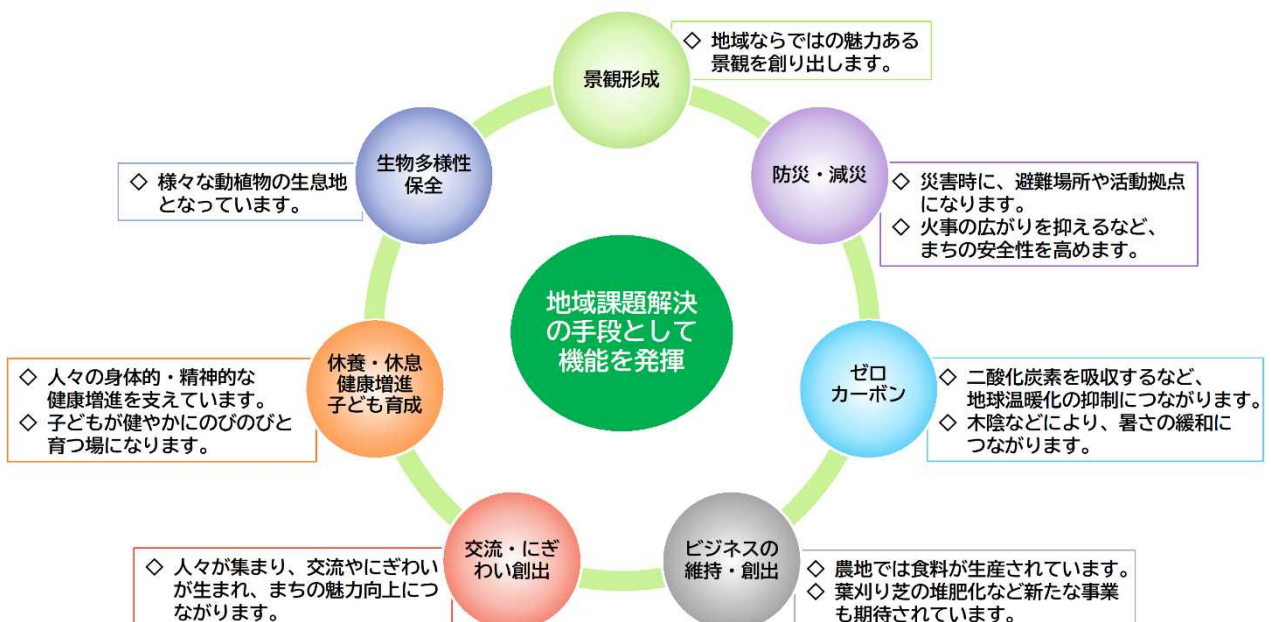 景観形成
◇ 地域ならではの魅力ある
景観を創り出します。
防災・減災
◇ 災害時に、避難場所や活動拠点
になります。
◇ 火事の広がりを抑えるなど、
まちの安全性を高めます。
ゼロ
カーボン
◇ 二酸化炭素を吸収するなど、
地球温暖化の抑制につながります。
◇ 木陰などにより、暑さの緩和に
つながります。
ビジネスの
維持・創出
◇ 農地では食料が生産されています。
◇ 葉刈り芝の堆肥化など新たな事業
も期待されています。
交流・にぎ
わい創出
◇ 人々が集まり、交流やにぎわい
が生まれ、まちの魅力向上につ
ながります。
休養・休息
健康増進
子ども育成
◇ 人々の身体的・精神的な
健康増進を支えています。
◇ 子どもが健やかにのびのびと
育つ場になります。
生物多様性
保全
◇ 様々な動植物の生息地
となっています。
地域課題解決
の手段として
機能を発揮